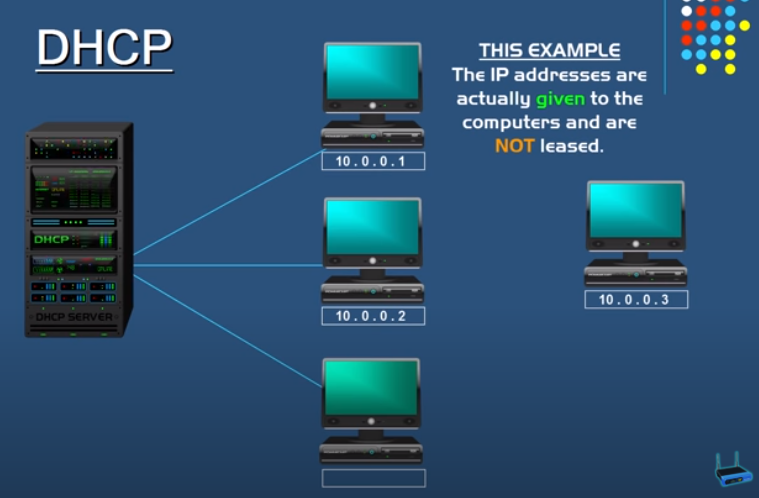 DHCP
THIS EXAMPLE
The IP addresses are
actually given to the
computers and are
NOT leased.
10.0.0.1
10.0.0.2
10.0.0.3
DHCP
DHCP SERVER